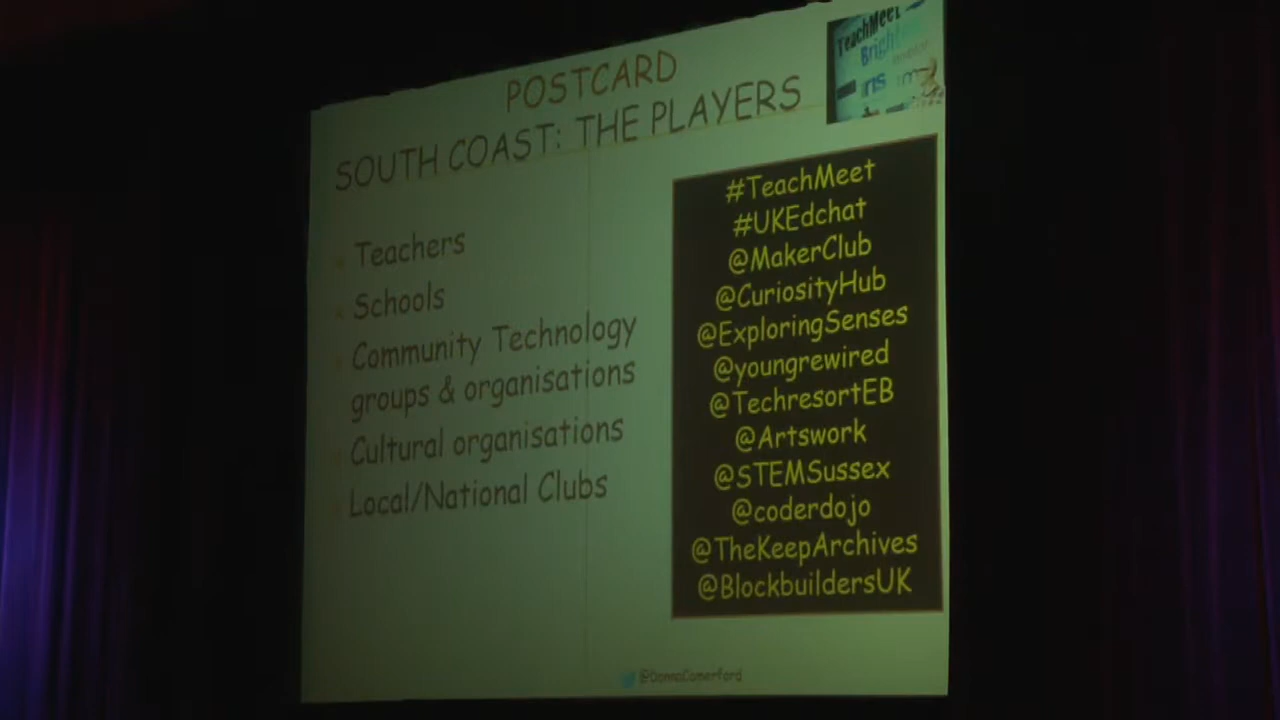 POSTCARD
SOUTH COAST: THE PLAYERS
TeachMeet
Teachers
Schools
Community Technology
groups & organisations
Cultural organisations
Local/National Clubs
#TeachMeet
#UKEdchat
@MakerClub
@CuriosityHub
@ExploringSenses
@youngrewired
@TechresortEB
@Artswork
@STEMSussex
@coderdojo
@TheKeepArchives
@BlockbuildersUK
@DonnaComerford